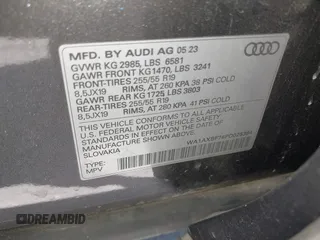 MFD. BY AUDI AG 05 23
GVWR KG 2985, LBS 6581
GAWR FRONT KG1470, LBS 3241
FRONT-TIRES 255/55 R19
8,5JX19 RIMS, AT 260 KPA 38 PSI COLD
GAWR REAR KG 1725 LBS 3803
REAR-TIRES: 255/55 R19
8,5JX19 RIMS, AT 280 KPA 41 PSI COLD
THIS VEHICLE CONFORMS TO ALL APPLICABLE
U.S. FEDERAL MOTOR VEHICLE SAFETY STANDARDS IN
EFFECT ON THE DATE OF MANUFACTURE SHOWN ABOVE.
SLOVAKIA
TYPE:
MPV
DREAMBID